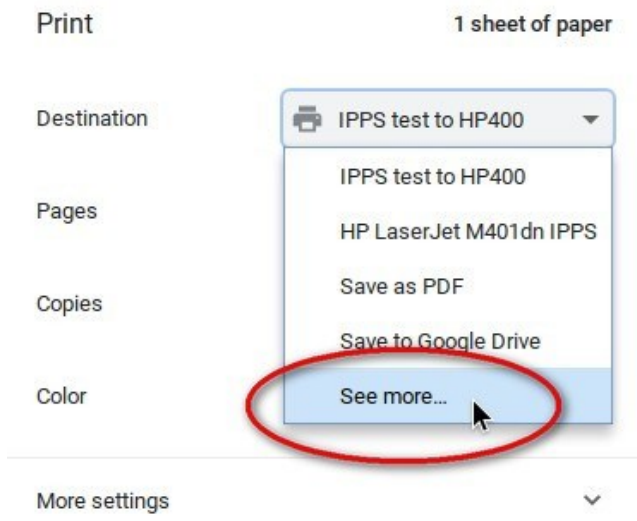 Print
1 sheet of paper
Destination
IPPS test to HP400
IPPS test to HP400
Pages
HP LaserJet M401dn IPPS
Save as PDF
Copies
Save to Google Drive
Color
See more...
More settings